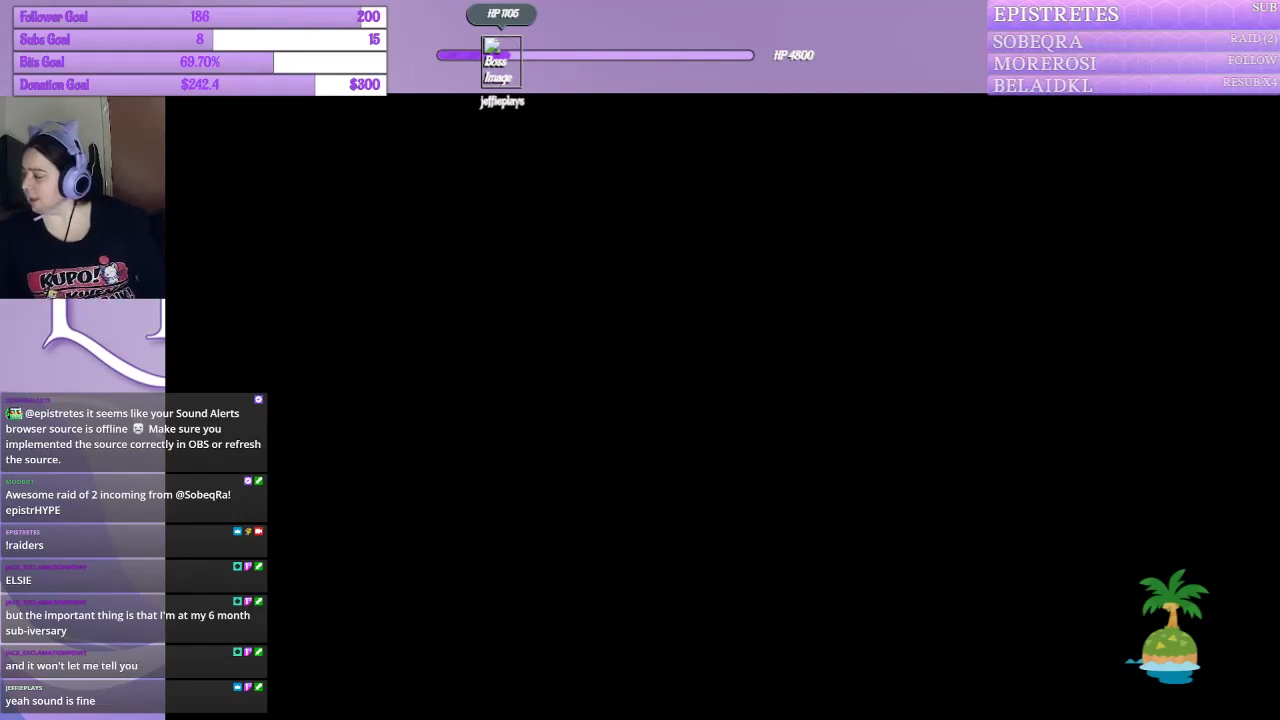 Follower Goal 186 200
Subs Goal 8 15
Bits Goal 69.70%
Donation Goal $242.4 $300
HP 1105
Boss
Image
jeffieplays
HP 4800
EPISTRETES SUB
SOBEQRA RAID (2)
MOREROSI FOLLOW
BELAIDKL RESUB X4
KUPO!
@epistretes it seems like your Sound Alerts
browser source is offline Make sure you
implemented the source correctly in OBS or refresh
the source.
MOOBOT
Awesome raid of 2 incoming from @SobeqRa!
epistrHYPE
EPISTRETES
!raiders
ELSIE
but the important thing is that I'm at my 6 month
sub-iversary
and it won't let me tell you
JEFFIEPLAYS
yeah sound is fine